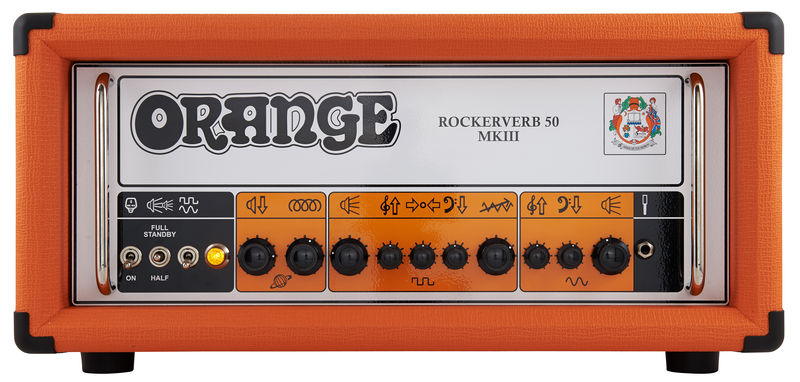 ORANGE
ROCKERVERB 50
MKIII
FULL
STANDBY
ON
HALF